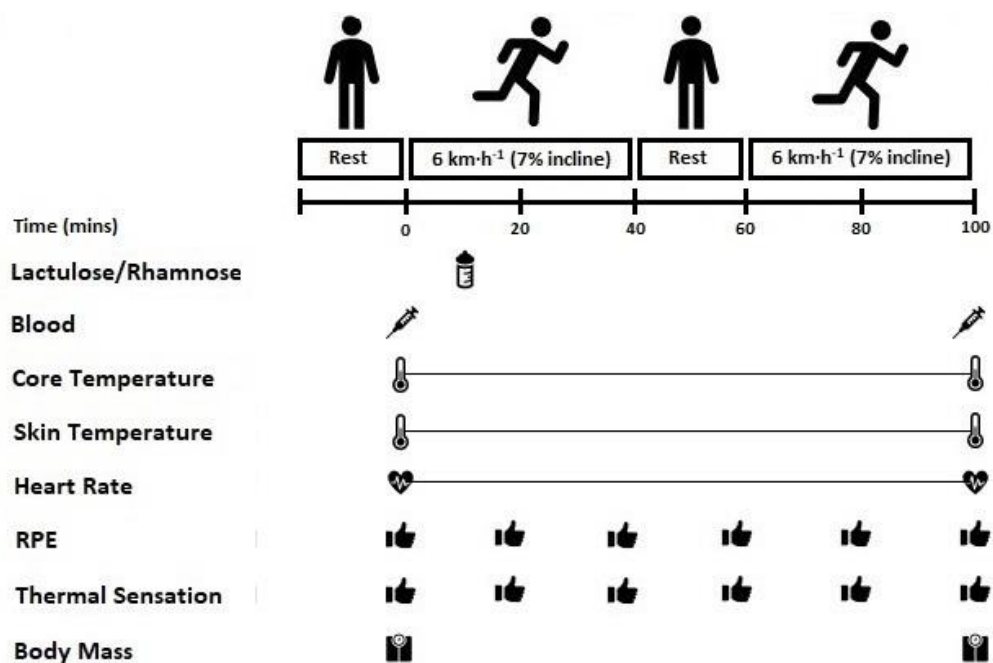 Rest 6 km·h⁻¹ (7% incline) Rest 6 km·h⁻¹ (7% incline)
Time (mins) 0 20 40 60 80 100
Lactulose/Rhamnose
Blood
Core Temperature
Skin Temperature
Heart Rate
RPE
Thermal Sensation
Body Mass